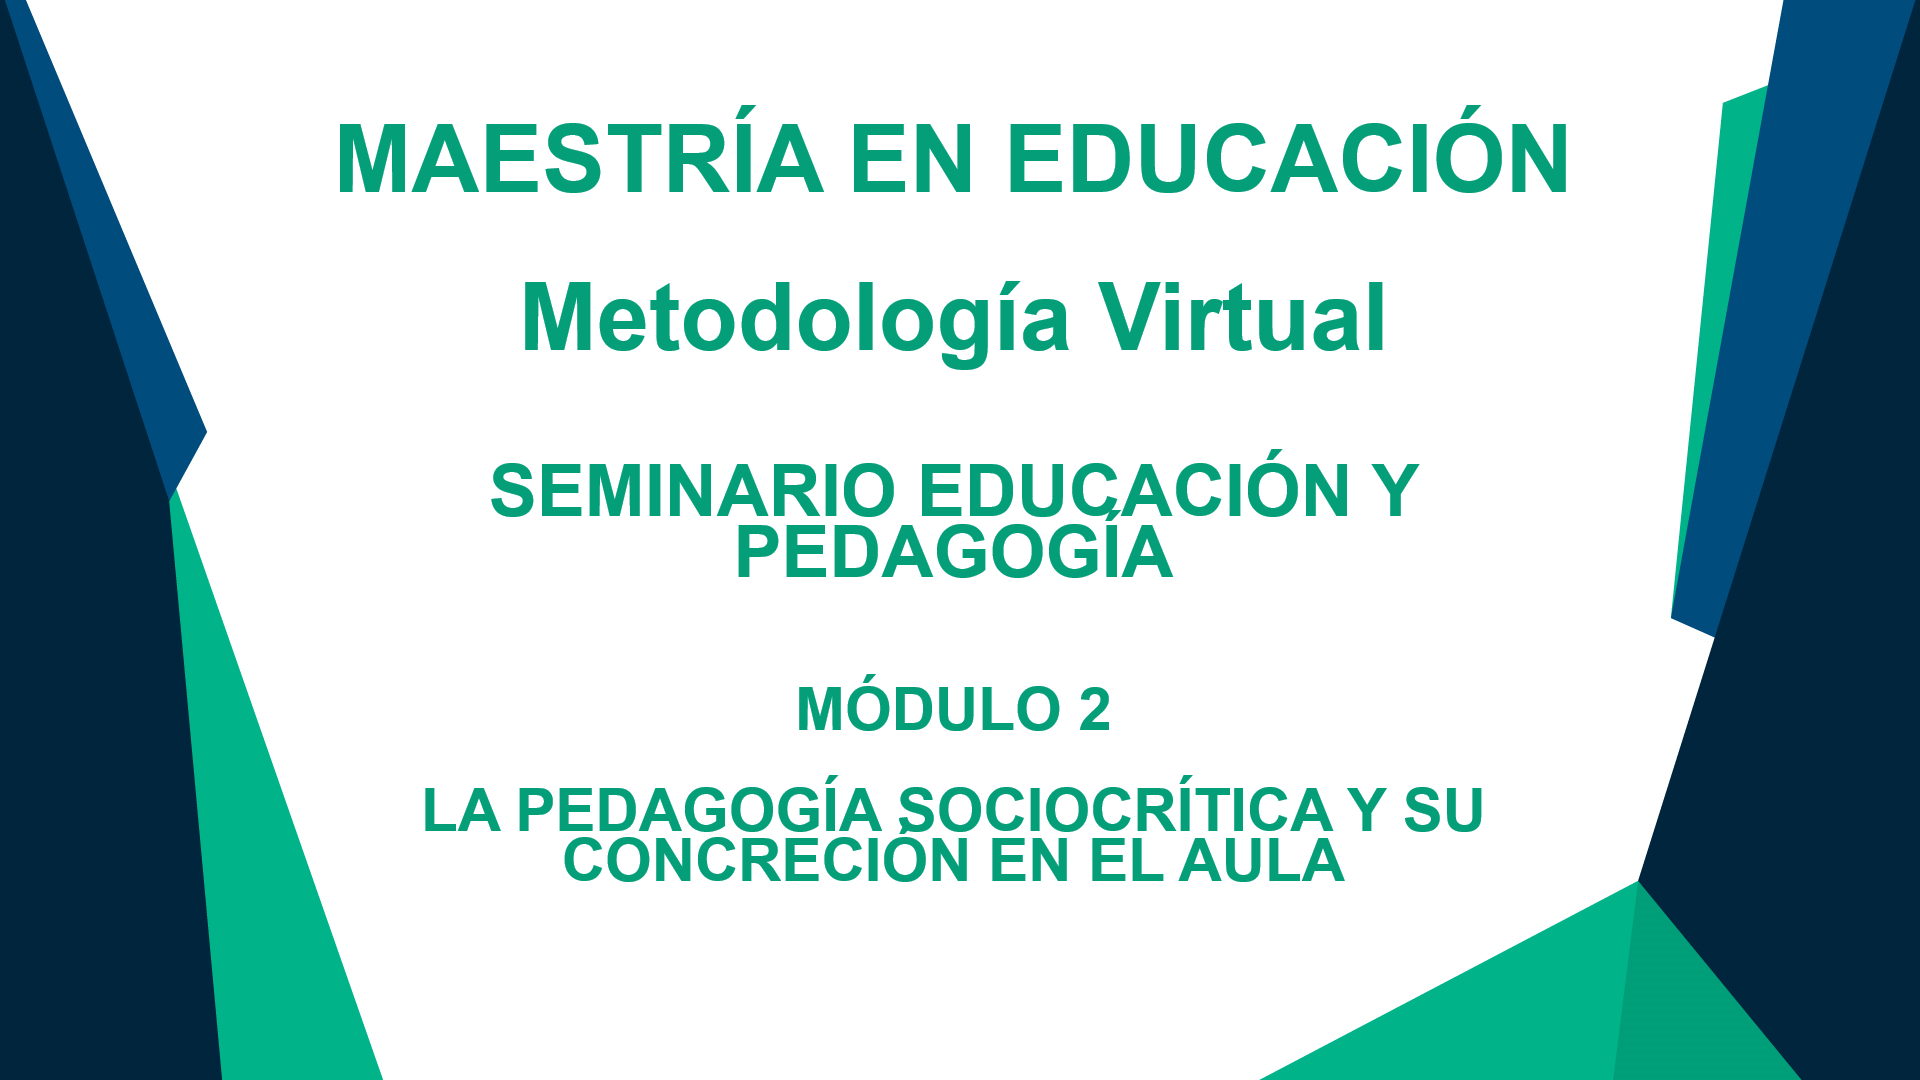 MAESTRÍA EN EDUCACIÓN
Metodología Virtual
SEMINARIO EDUCACIÓN Y
PEDAGOGÍA
MÓDULO 2
LA PEDAGOGÍA SOCIOCRÍTICA Y SU
CONCRECIÓN EN EL AULA